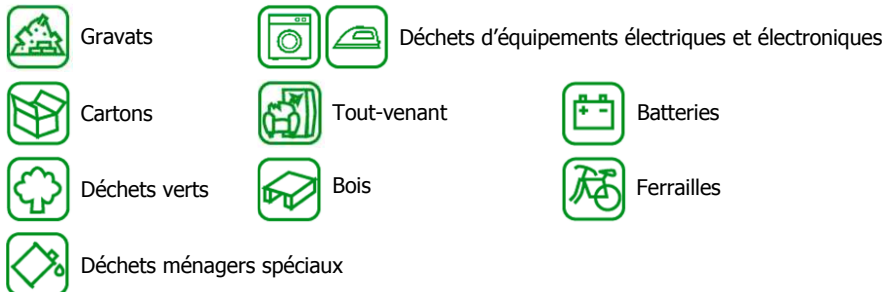 Gravats
Déchets d’équipements électriques et électroniques
Cartons
Tout-venant
Batteries
Déchets verts
Bois
Ferrailles
Déchets ménagers spéciaux